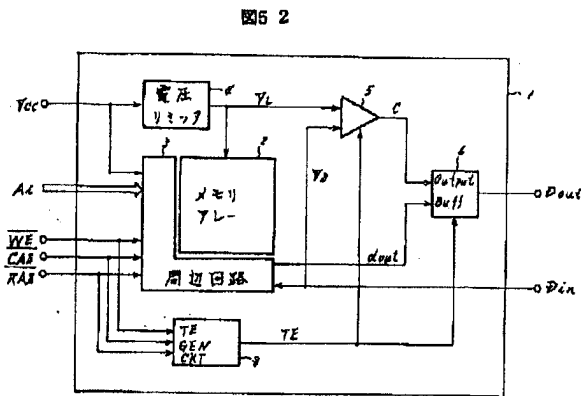 図52
電圧
リミッタ
4
5
1
Vcc
VL
C
3
2
6
メモリ
アレー
VB
Output
Buff
Dout
Ai
WE
CAS
RAS
周辺回路
dout
Din
TE
GEN
CKT
TE